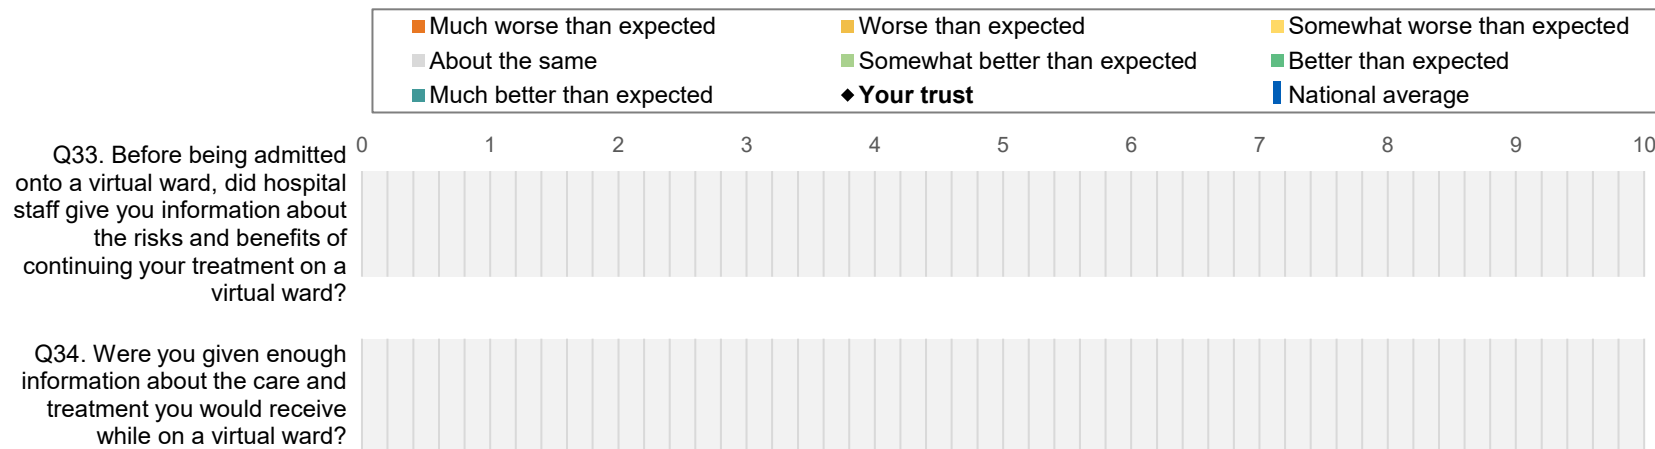 Much worse than expected
Worse than expected
Somewhat worse than expected
About the same
Somewhat better than expected
Better than expected
Much better than expected
Your trust
National average
0 1 2 3 4 5 6 7 8 9 10
Q33. Before being admitted
onto a virtual ward, did hospital
staff give you information about
the risks and benefits of
continuing your treatment on a
virtual ward?
Q34. Were you given enough
information about the care and
treatment you would receive
while on a virtual ward?